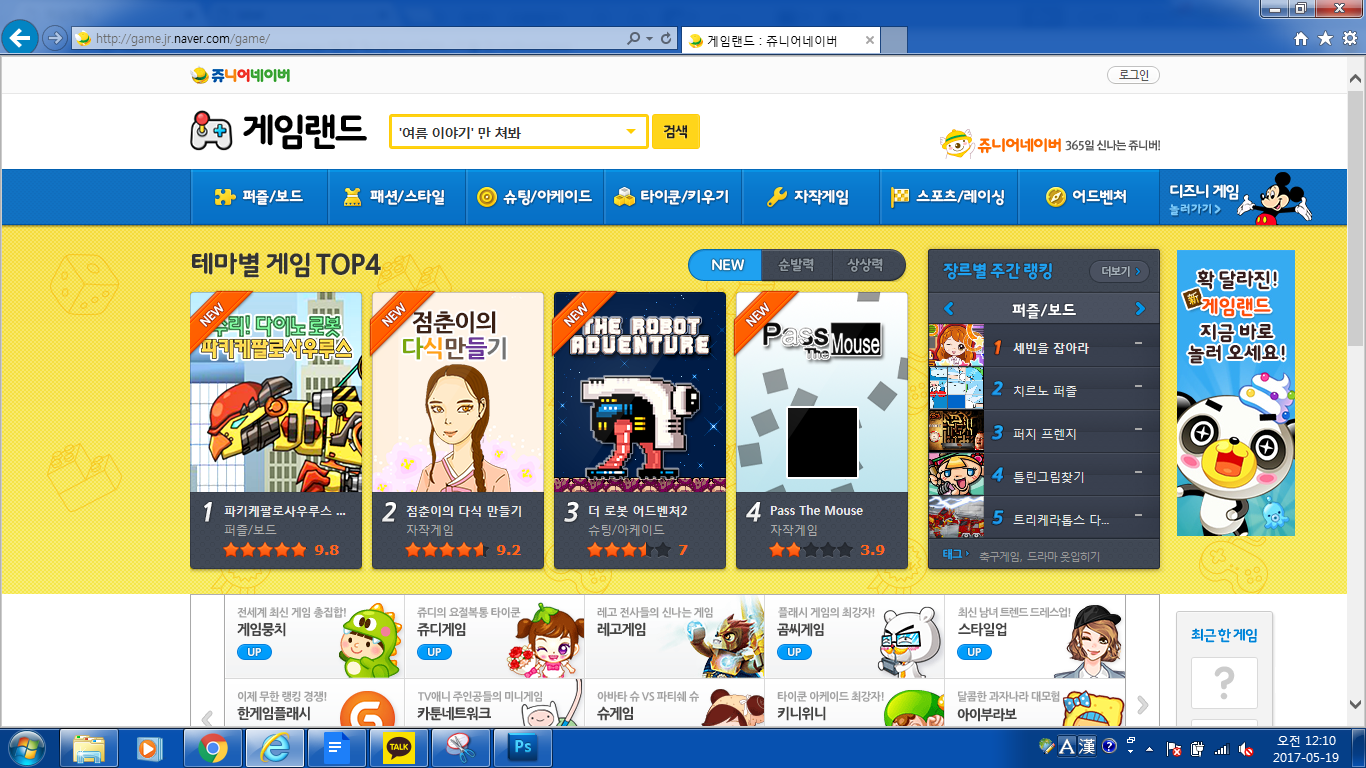 http://game.jr.naver.com/game/
게임랜드 : 쥬니어네이버
쥬니어네이버
로그인
게임랜드
'여름 이야기' 만 쳐봐
검색
쥬니어네이버 365일 신나는 쥬니버!
퍼즐/보드
패션/스타일
슈팅/아케이드
타이쿤/키우기
자작게임
스포츠/레이싱
어드벤처
디즈니 게임
놀러가기
테마별 게임 TOP4
NEW
순발력
상상력
NEW
다이노 로봇
파키케팔로사우루스
1 파키케팔로사우루스 ...
퍼즐/보드
9.8
NEW
점춘이의
다식만들기
2 점춘이의 다식 만들기
자작게임
9.2
NEW
THE ROBOT
ADVENTURE
3 더 로봇 어드벤처2
슈팅/아케이드
7
NEW
Pass
The Mouse
4 Pass The Mouse
자작게임
3.9
장르별 주간 랭킹
더보기
퍼즐/보드
1 세빈을 잡아라
2 치르노 퍼즐
3 퍼지 프렌지
4 틀린그림찾기
5 트리케라톱스 다...
태그 축구게임, 드라마 옷입히기
확 달라진!
新 게임랜드
지금 바로
놀러 오세요!
전세계 최신 게임 총집합!
게임뭉치
UP
쥬디의 요절복통 타이쿤
쥬디게임
UP
레고 전사들의 신나는 게임
레고게임
플래시 게임의 최강자!
곰씨게임
UP
최신 남녀 트렌드 드레스업!
스타일업
UP
이제 무한 랭킹 경쟁!
한게임플래시
TV애니 주인공들의 미니게임
카툰네트워크
아바타 슈 VS 파티쉐 슈
슈게임
타이쿤 아케이드 최강자!
키니위니
달콤한 과자나라 대모험
아이부라보
최근 한 게임
?
TALK
Ps
A 漢
오전 12:10
2017-05-19